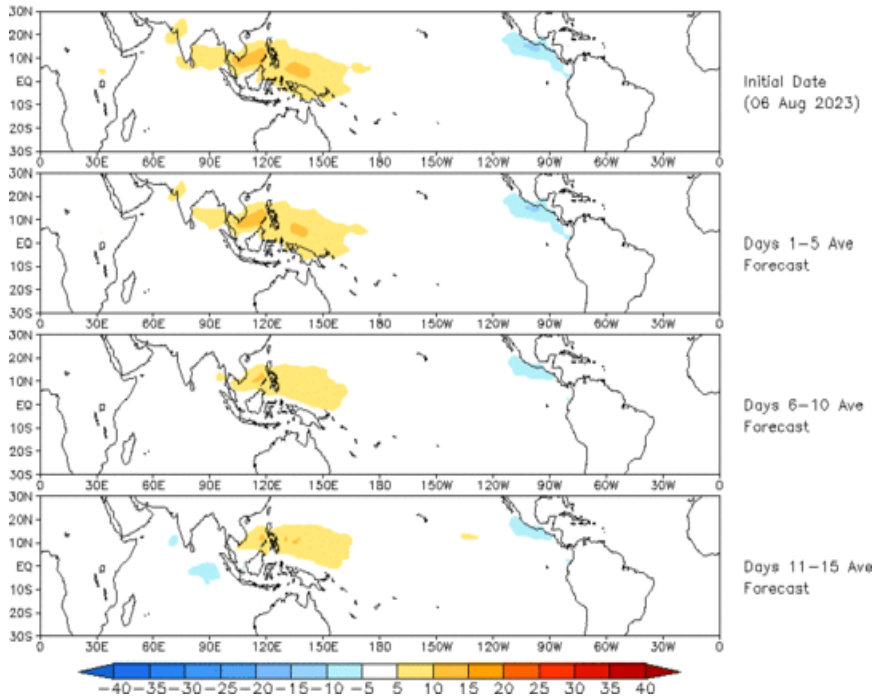 30N
20N
10N
EQ
10S
20S
30S
0 30E 60E 90E 120E 150E 180 150W 120W 90W 60W 30W 0
Initial Date
(06 Aug 2023)
30N
20N
10N
EQ
10S
20S
30S
0 30E 60E 90E 120E 150E 180 150W 120W 90W 60W 30W 0
Days 1-5 Ave
Forecast
30N
20N
10N
EQ
10S
20S
30S
0 30E 60E 90E 120E 150E 180 150W 120W 90W 60W 30W 0
Days 6-10 Ave
Forecast
30N
20N
10N
EQ
10S
20S
30S
0 30E 60E 90E 120E 150E 180 150W 120W 90W 60W 30W 0
Days 11-15 Ave
Forecast
-40 -35 -30 -25 -20 -15 -10 -5 5 10 15 20 25 30 35 40